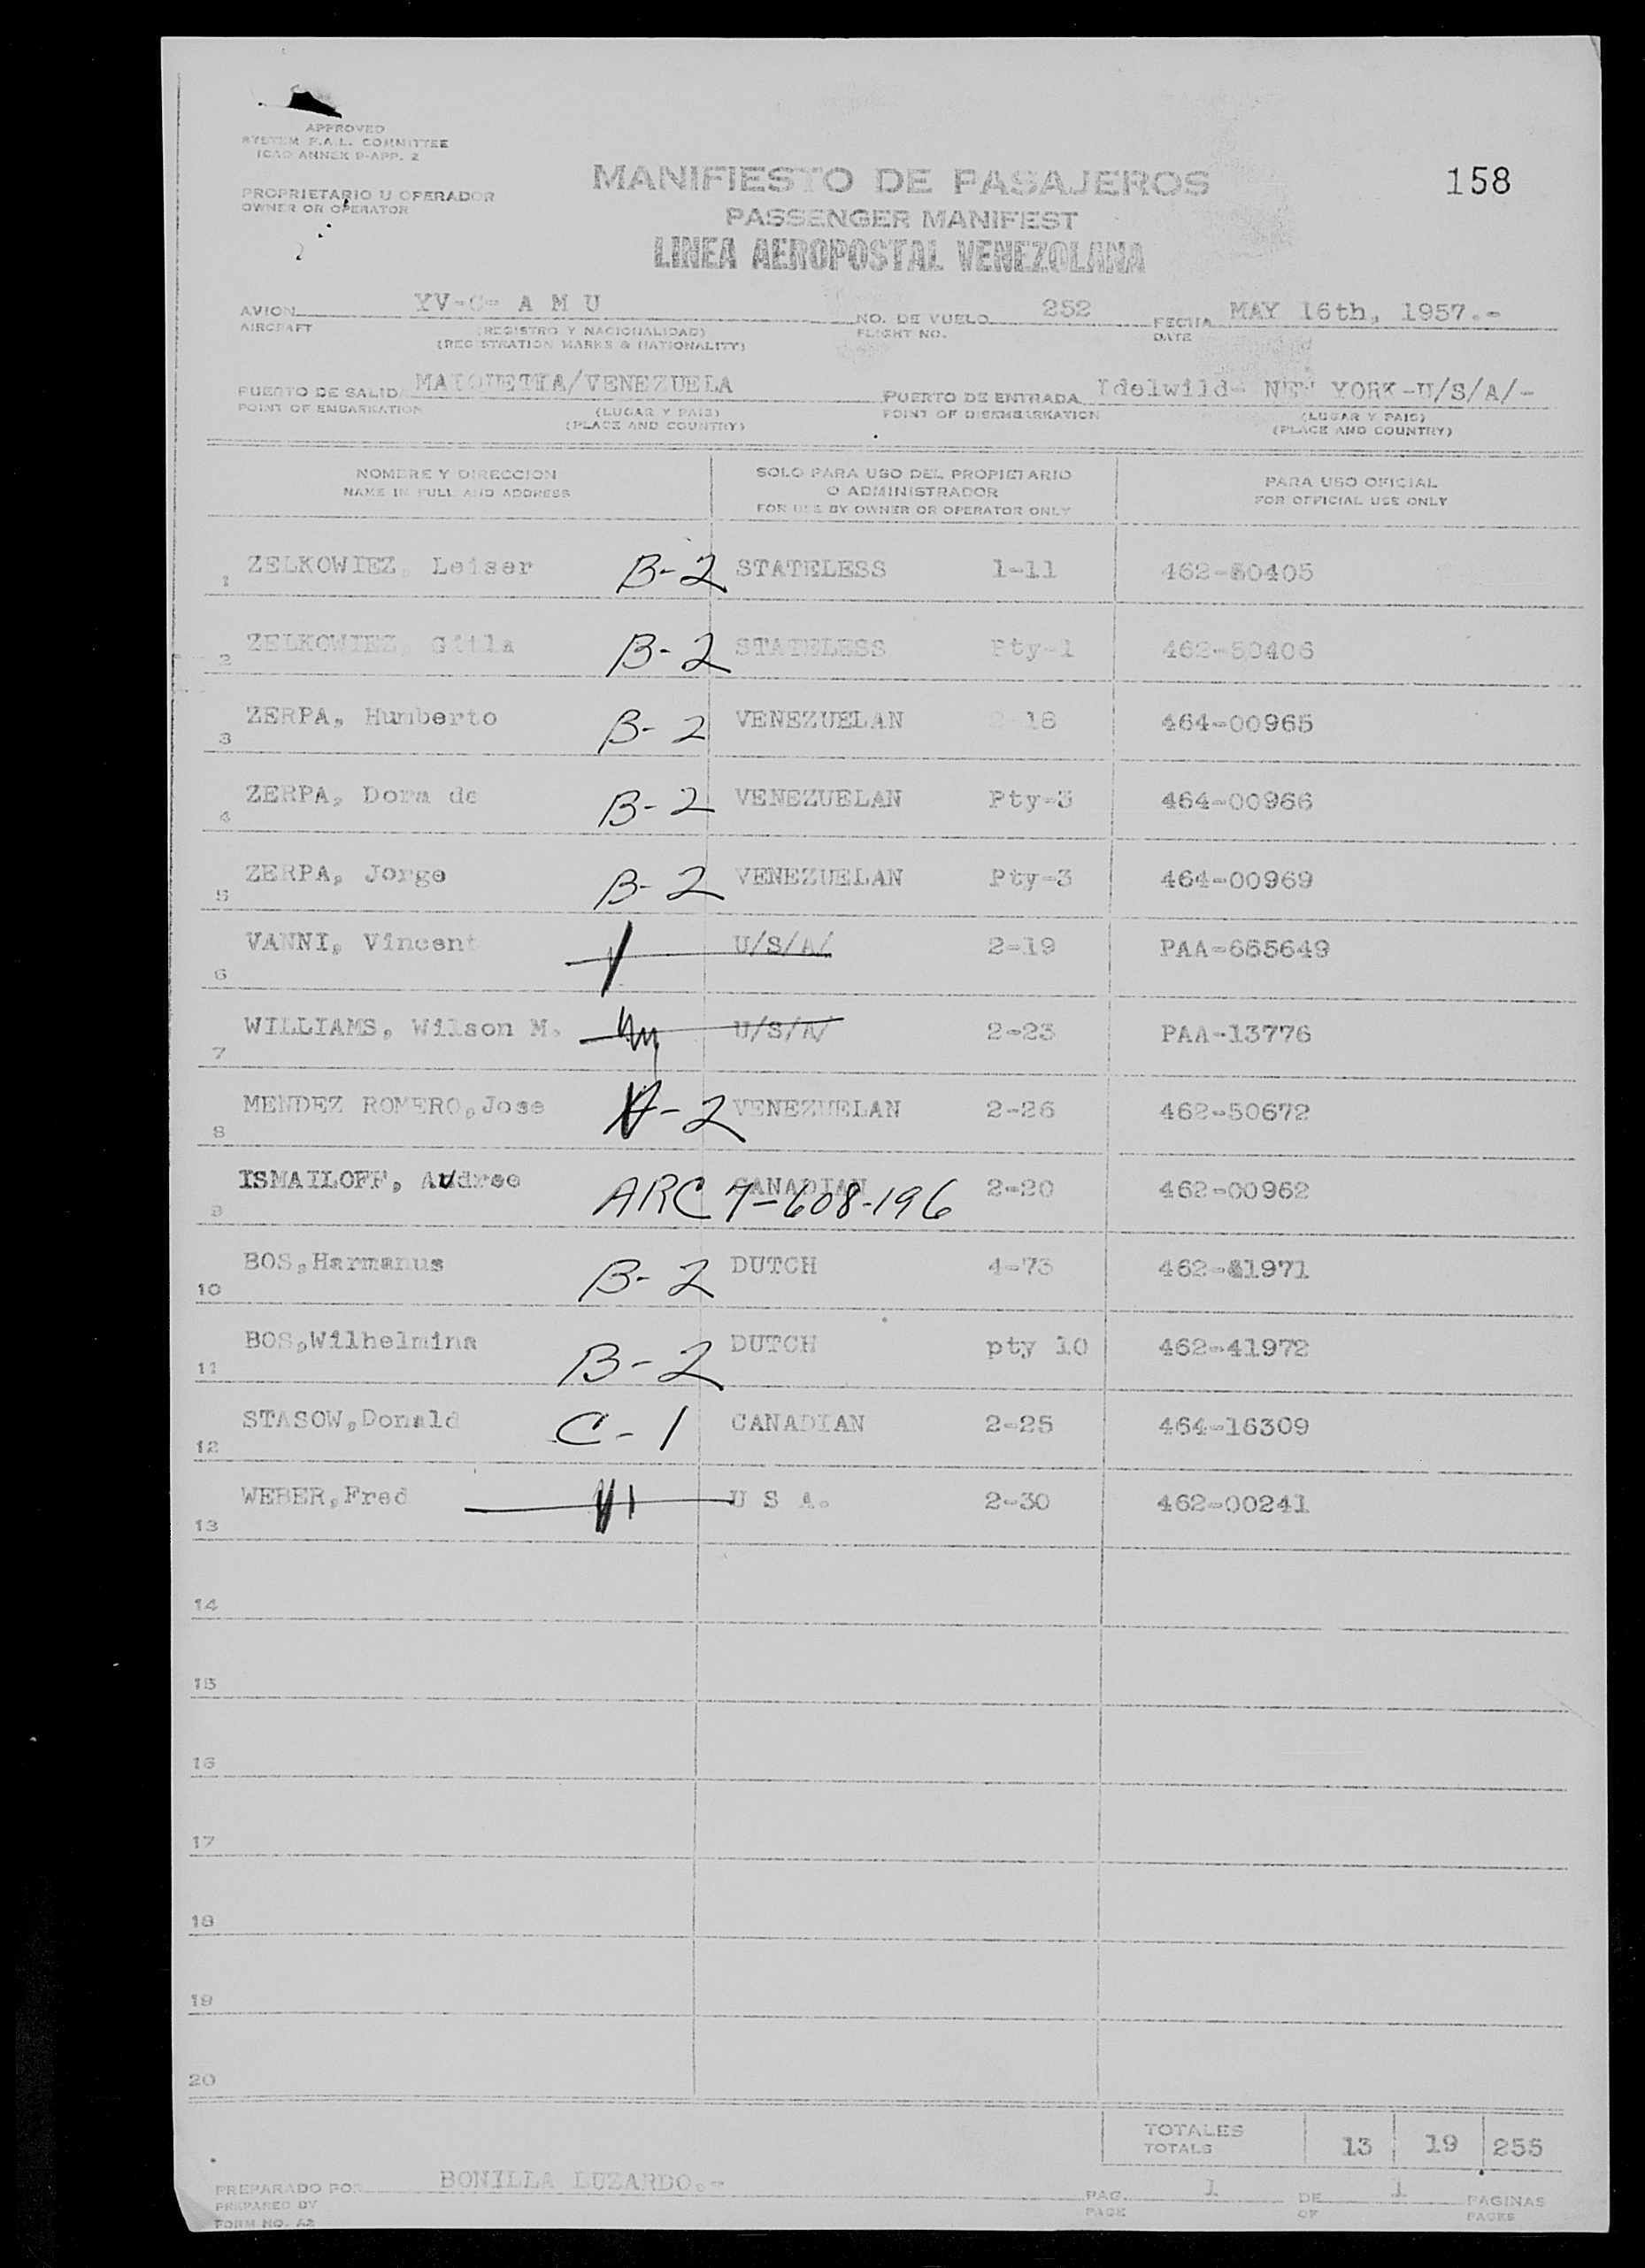 APPROVED
SYSTEM F.A.L. COMMITTEE
ICAO ANNEX 9-APP. 2
PROPRIETARIO U OPERADOR
OWNER OR OPERATOR
MANIFIESTO DE PASAJEROS
PASSENGER MANIFEST
LINEA AEROPOSTAL VENEZOLANA
158
AVION YV-C- A M U NO. DE VUELO 252 FECHA MAY 16th, 1957.-
AIRCRAFT (REGISTRO Y NACIONALIDAD) FLIGHT NO. DATE
(REGISTRATION MARKS & NATIONALITY)
PUERTO DE SALIDA MAIQUETIA/VENEZUELA PUERTO DE ENTRADA Idelwild- NEW YORK-U/S/A/-
POINT OF EMBARKATION (LUGAR Y PAIS) POINT OF DISEMBARKATION (LUGAR Y PAIS)
(PLACE AND COUNTRY) (PLACE AND COUNTRY)
NOMBRE Y DIRECCION SOLO PARA USO DEL PROPIETARIO PARA USO OFICIAL
NAME IN FULL AND ADDRESS O ADMINISTRADOR FOR OFFICIAL USE ONLY
FOR USE BY OWNER OR OPERATOR ONLY
1 ZELKOWIEZ, Leiser B-2 STATELESS 1-11 462-50405
2 ZELKOWIEZ, Gitla B-2 STATELESS Pty-1 462-50406
3 ZERPA, Humberto B-2 VENEZUELAN 2-18 464-00965
4 ZERPA, Dora de B-2 VENEZUELAN Pty-3 464-00966
5 ZERPA, Jorge B-2 VENEZUELAN Pty-3 464-00969
6 VANNI, Vincent U/S/A/ 2-19 PAA-665649
7 WILLIAMS, Wilson M. U/S/A/ 2-23 PAA-13776
8 MENDEZ ROMERO, Jose -2 VENEZUELAN 2-26 462-50672
9 ISMAILOFF, Audree ARC 7-608-196 CANADIAN 2-20 462-00962
10 BOS, Harmanus B-2 DUTCH 4-73 462-41971
11 BOS, Wilhelmina B-2 DUTCH pty 10 462-41972
12 STASOW, Donald C-1 CANADIAN 2-25 464-16309
13 WEBER, Fred U S A. 2-30 462-00241
14
15
16
17
18
19
20
TOTALES
TOTALS 13 19 255
PREPARADO POR BONILLA LUZARDO.- PAG. 1 DE 1 PAGINAS
PREPARED BY PAGE OF PAGES
FORM NO. A2